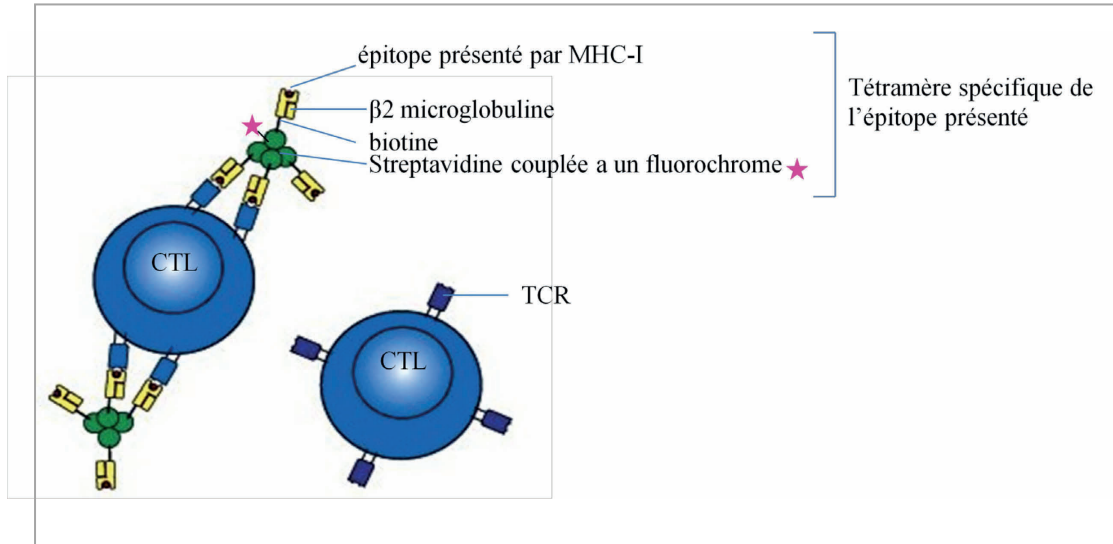 épitope présenté par MHC-I
β2 microglobuline
biotine
Streptavidine couplée a un fluorochrome
Tétramère spécifique de
l'épitope présenté
CTL
TCR
CTL